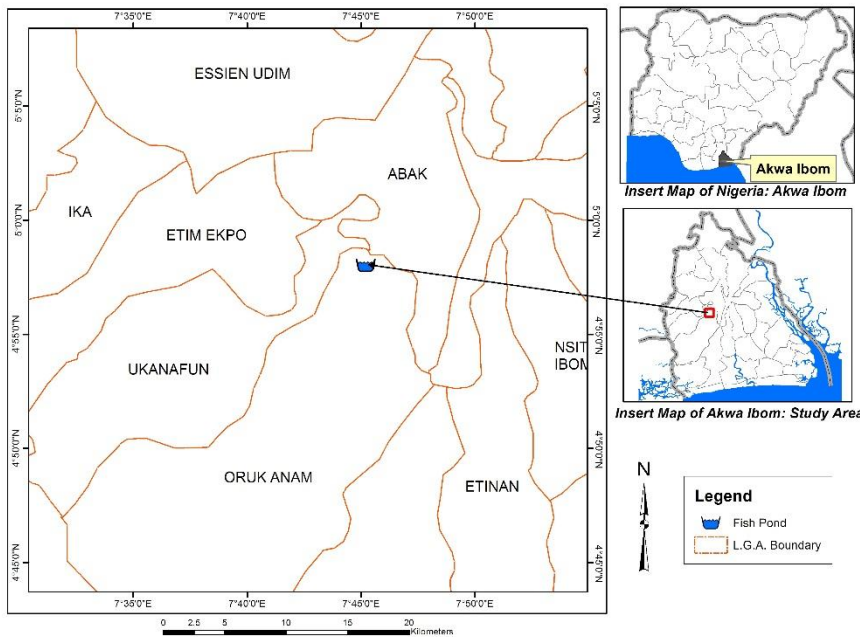 7°35'0"E
7°40'0"E
7°45'0"E
7°50'0"E
5°5'0"N
5°5'0"N
5°0'0"N
5°0'0"N
4°55'0"N
4°55'0"N
4°50'0"N
4°50'0"N
4°45'0"N
4°45'0"N
ESSIEN UDIM
ABAK
IKA
ETIM EKPO
UKANAFUN
NSIT
IBOM
ORUK ANAM
ETINAN
7°35'0"E
7°40'0"E
7°45'0"E
7°50'0"E
0 2.5 5 10 15 20
Kilometers
Akwa Ibom
Insert Map of Nigeria: Akwa Ibom
Insert Map of Akwa Ibom: Study Area
N
Legend
Fish Pond
L.G.A. Boundary